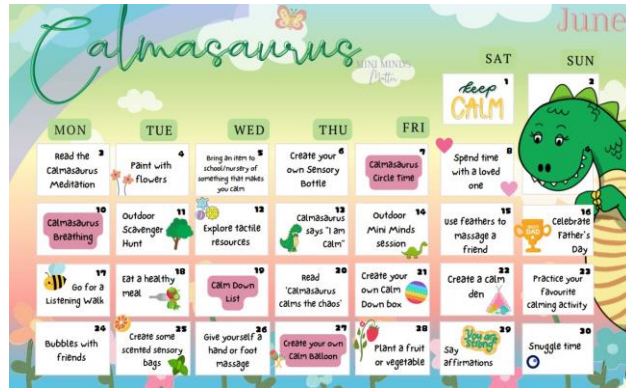 Calmasaurus
June
MINI MINDS
Matter
SAT
SUN
MON
TUE
WED
THU
FRI
1
keep
CALM
2
3
Read the
Calmasaurus
Meditation
4
Paint with
flowers
5
Bring an item to
school/nursery of
something that makes
you calm
6
Create your
own Sensory
Bottle
7
Calmasaurus
Circle time
8
Spend time
with a loved
one
10
Calmasaurus
Breathing
11
Outdoor
Scavenger
Hunt
12
Explore tactile
resources
13
Calmasaurus
says "I am
Calm"
14
Outdoor
Mini Minds
session
15
Use feathers to
massage a
friend
16
DAD
Celebrate
Father's
Day
17
Go for a
Listening Walk
18
Eat a healthy
meal
19
Calm Down
List
20
Read
'Calmasaurus
calms the chaos'
21
Create your
own Calm
Down box
22
Create a calm
den
23
Practice your
favourite
calming activity
24
Bubbles with
friends
25
Create some
scented sensory
bags
26
Give yourself a
hand or foot
massage
27
Create your own
Calm Balloon
28
Plant a fruit
or vegetable
29
You are
strong
Say
affirmations
30
Snuggle time